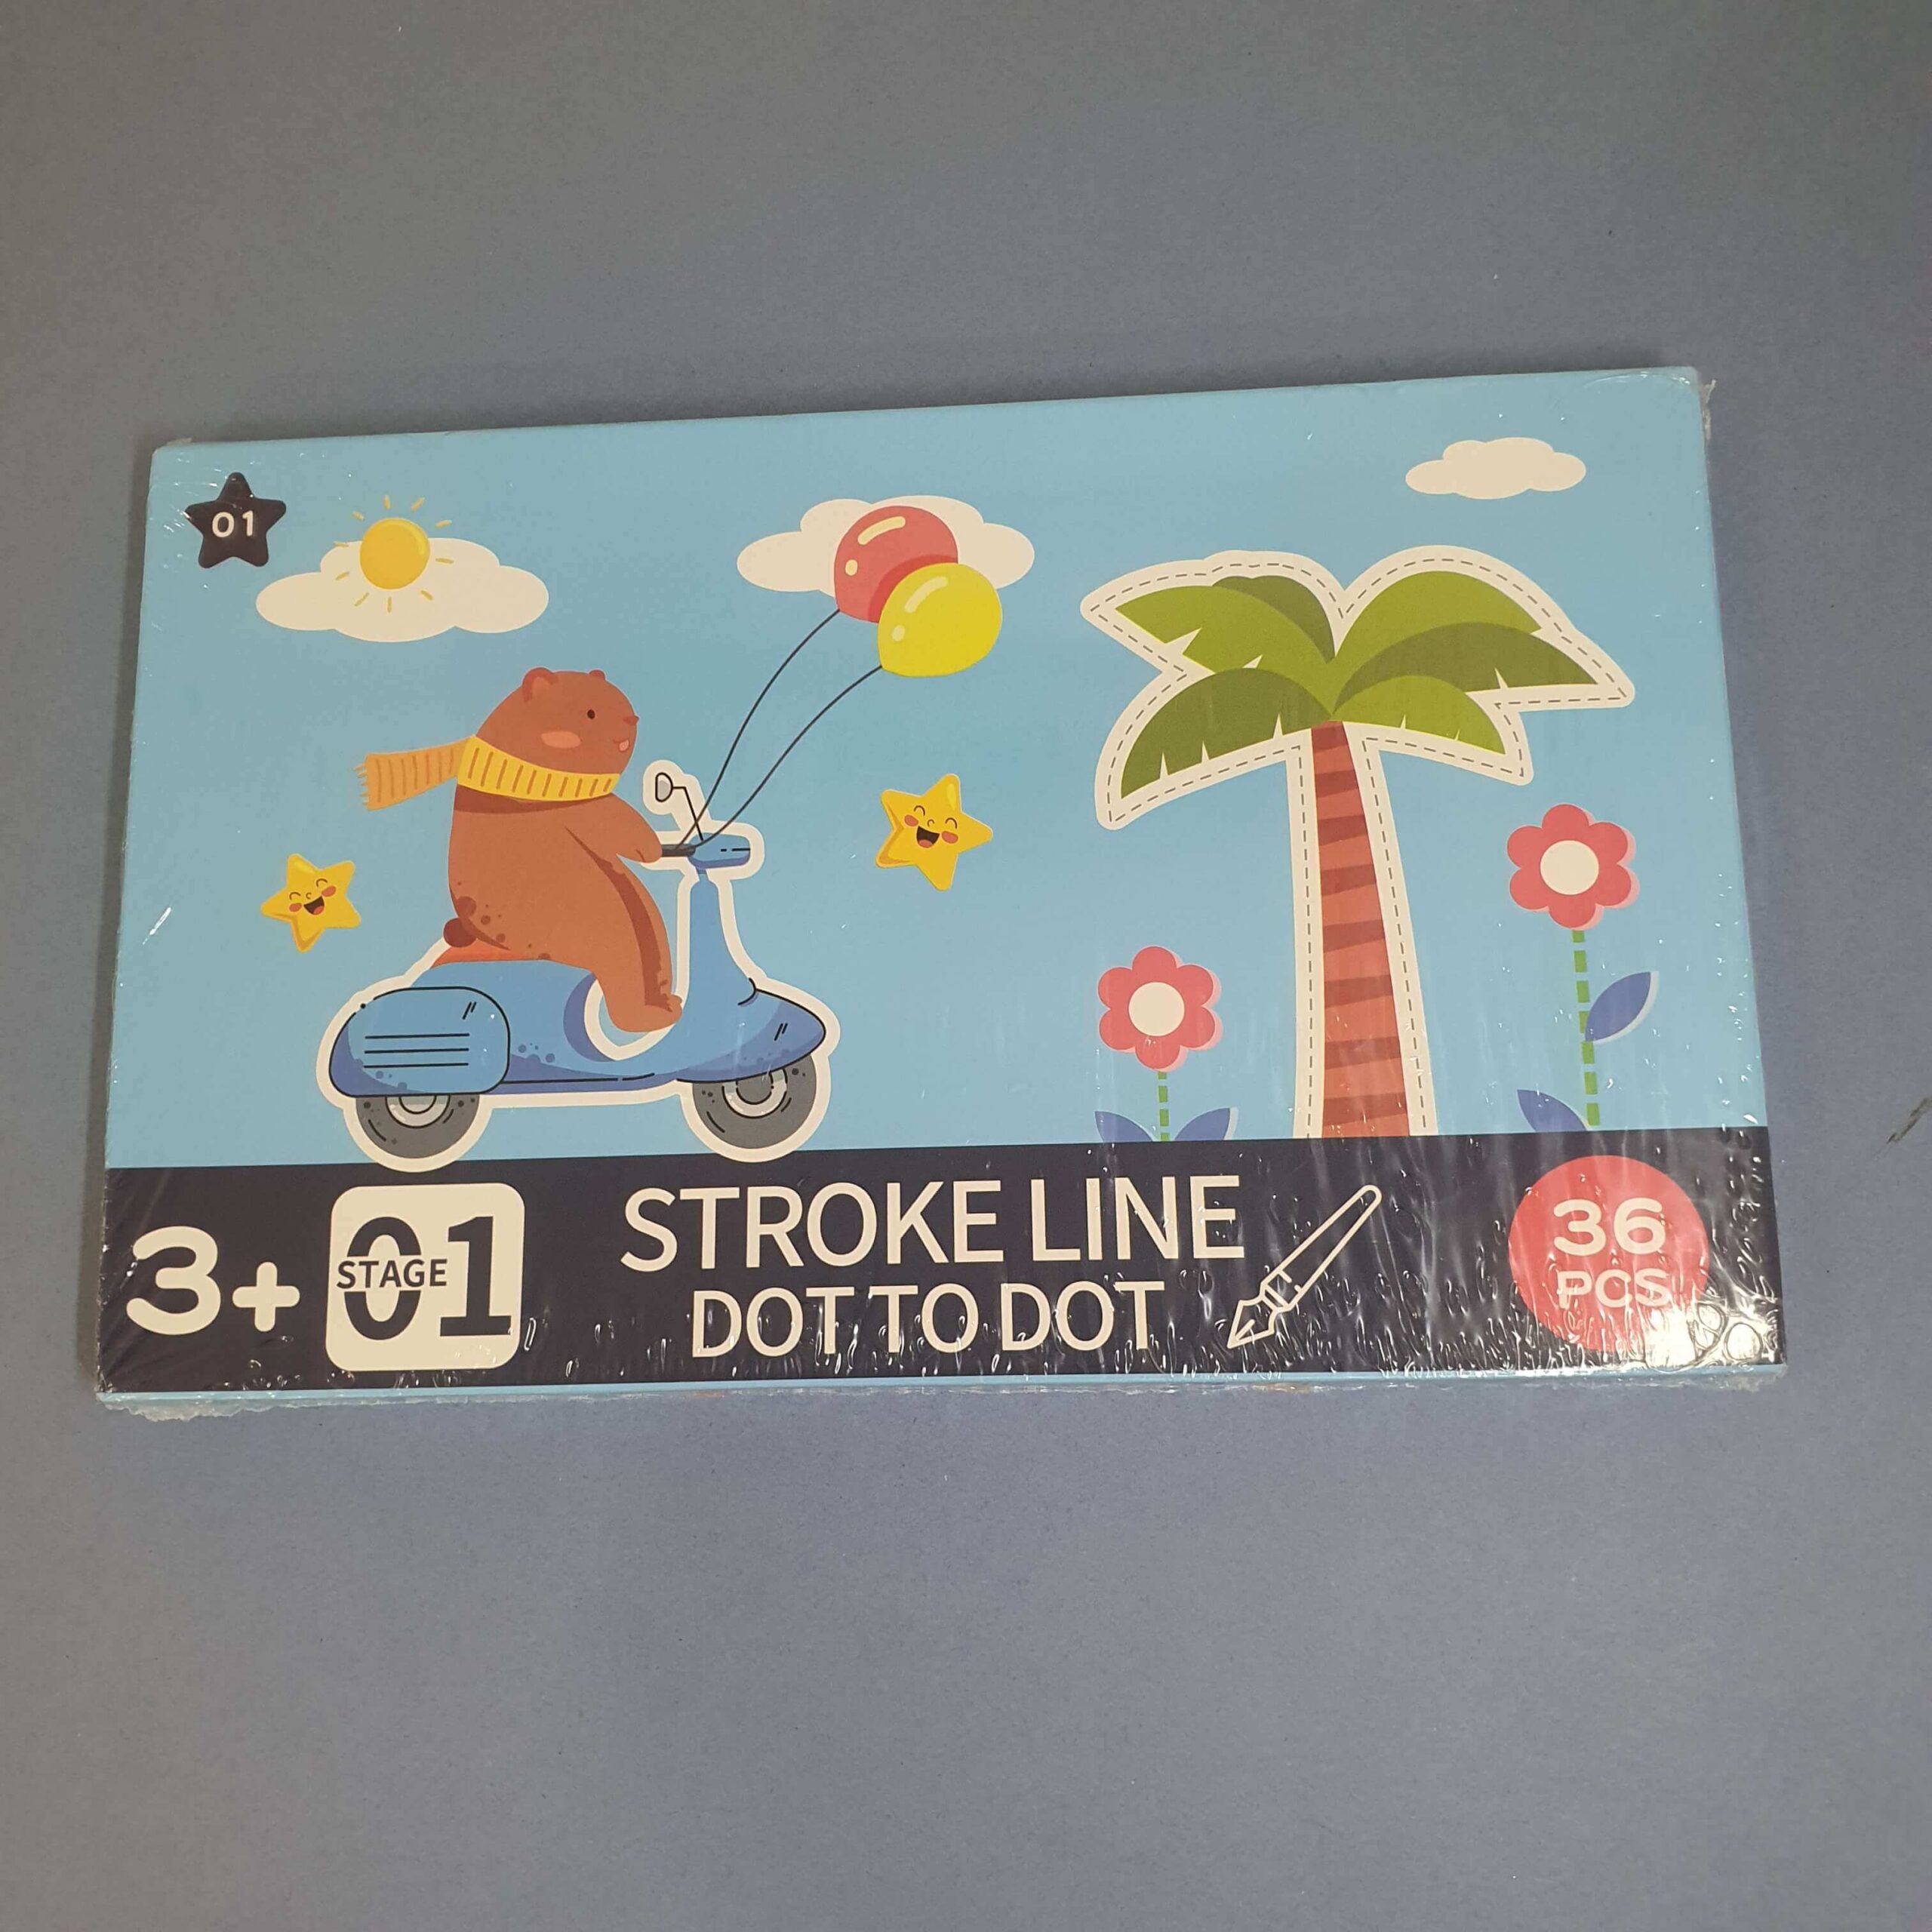 01
3+
STAGE
01
STROKE LINE
DOT TO DOT
36
PCS